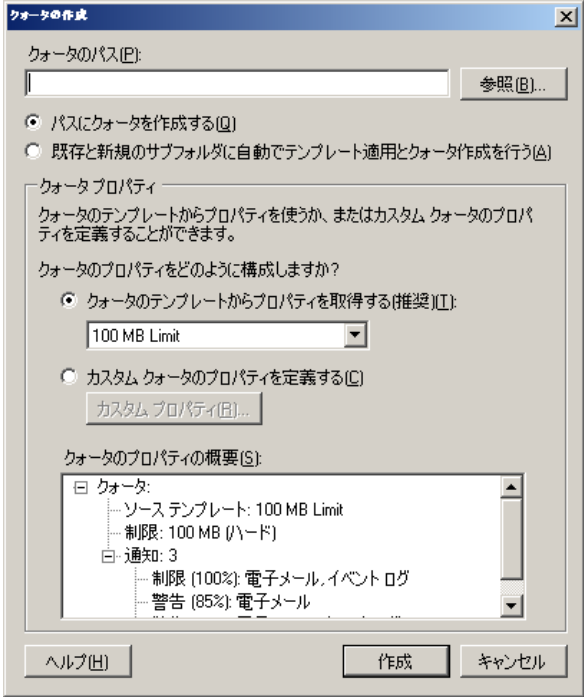 クォータの作成
クォータのパス(P):
参照(B)...
パスにクォータを作成する(Q)
既存と新規のサブフォルダに自動でテンプレート適用とクォータ作成を行う(A)
クォータ プロパティ
クォータのテンプレートからプロパティを使うか、またはカスタム クォータのプロパ
ティを定義することができます。
クォータのプロパティをどのように構成しますか?
クォータのテンプレートからプロパティを取得する(推奨)(T):
100 MB Limit
カスタム クォータのプロパティを定義する(C)
カスタム プロパティ(R)...
クォータのプロパティの概要(S):
クォータ:
ソース テンプレート: 100 MB Limit
制限: 100 MB (ハード)
通知: 3
制限 (100%): 電子メール, イベント ログ
警告 (85%): 電子メール
ヘルプ(H)
作成
キャンセル